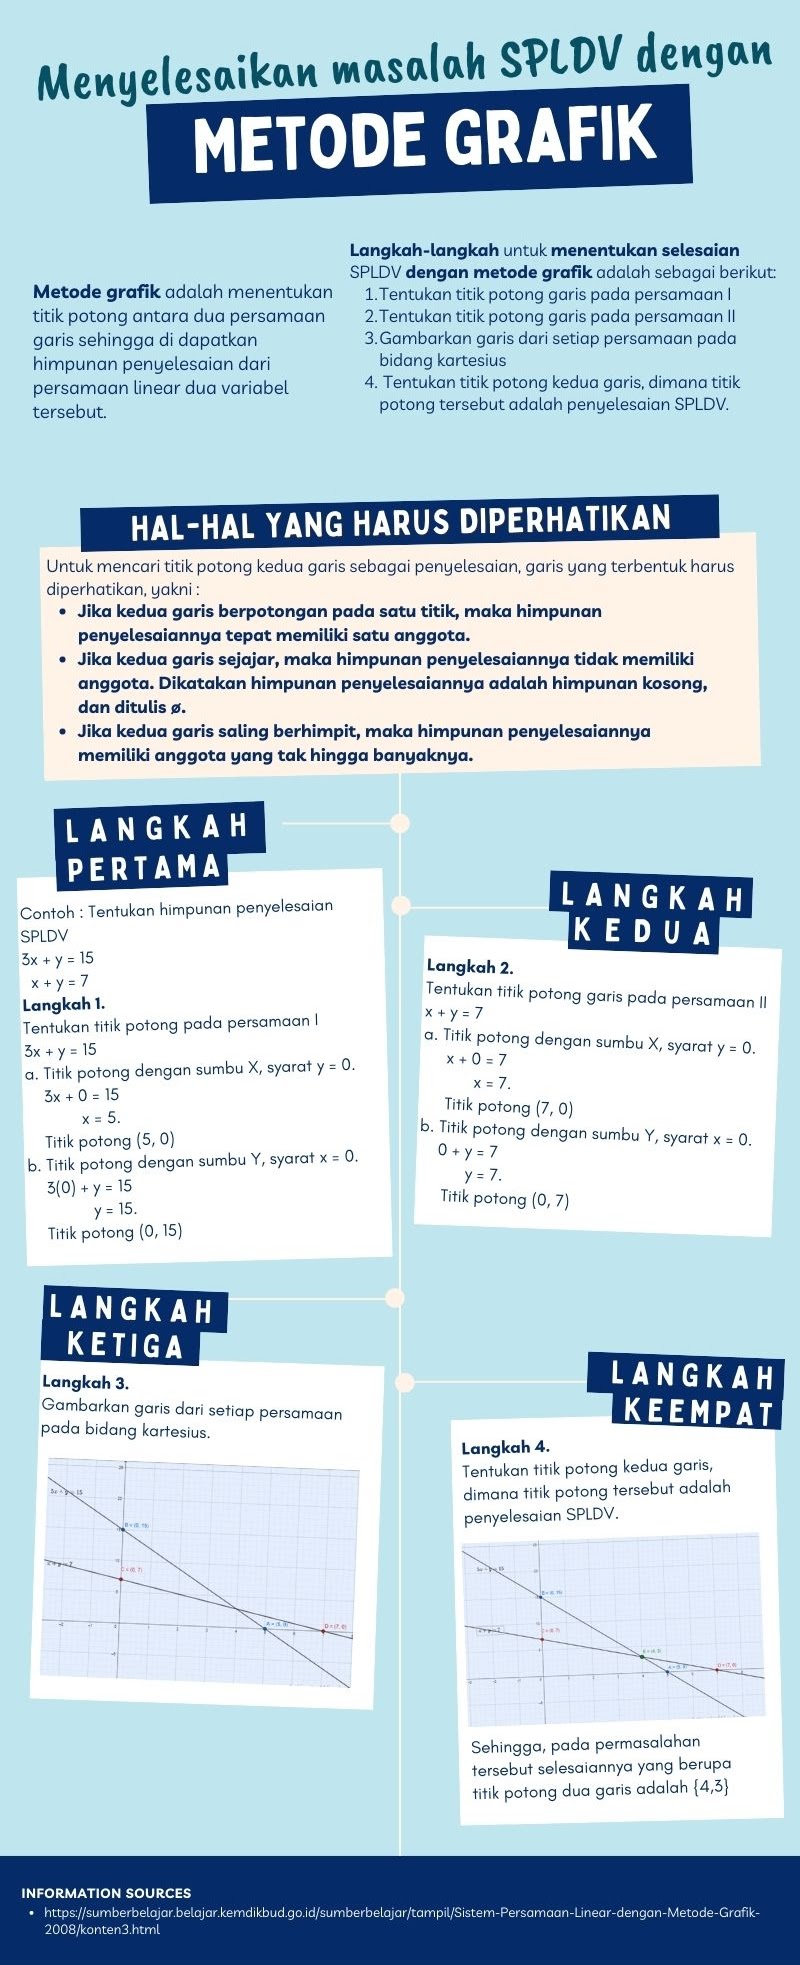 Menyelesaikan masalah SPLDV dengan
METODE GRAFIK
Metode grafik adalah menentukan
titik potong antara dua persamaan
garis sehingga di dapatkan
himpunan penyelesaian dari
persamaan linear dua variabel
tersebut.
Langkah-langkah untuk menentukan selesaian
SPLDV dengan metode grafik adalah sebagai berikut:
1. Tentukan titik potong garis pada persamaan I
2. Tentukan titik potong garis pada persamaan II
3. Gambarkan garis dari setiap persamaan pada
bidang kartesius
4. Tentukan titik potong kedua garis, dimana titik
potong tersebut adalah penyelesaian SPLDV.
HAL-HAL YANG HARUS DIPERHATIKAN
Untuk mencari titik potong kedua garis sebagai penyelesaian, garis yang terbentuk harus
diperhatikan, yakni :
• Jika kedua garis berpotongan pada satu titik, maka himpunan
penyelesaiannya tepat memiliki satu anggota.
• Jika kedua garis sejajar, maka himpunan penyelesaiannya tidak memiliki
anggota. Dikatakan himpunan penyelesaiannya adalah himpunan kosong,
dan ditulis ø.
• Jika kedua garis saling berhimpit, maka himpunan penyelesaiannya
memiliki anggota yang tak hingga banyaknya.
LANGKAH
PERTAMA
Contoh : Tentukan himpunan penyelesaian
SPLDV
3x + y = 15
x + y = 7
Langkah 1.
Tentukan titik potong pada persamaan I
3x + y = 15
a. Titik potong dengan sumbu X, syarat y = 0.
3x + 0 = 15
x = 5.
Titik potong (5, 0)
b. Titik potong dengan sumbu Y, syarat x = 0.
3(0) + y = 15
y = 15.
Titik potong (0, 15)
LANGKAH
KEDUA
Langkah 2.
Tentukan titik potong garis pada persamaan II
x + y = 7
a. Titik potong dengan sumbu X, syarat y = 0.
x + 0 = 7
x = 7.
Titik potong (7, 0)
b. Titik potong dengan sumbu Y, syarat x = 0.
0 + y = 7
y = 7.
Titik potong (0, 7)
LANGKAH
KETIGA
Langkah 3.
Gambarkan garis dari setiap persamaan
pada bidang kartesius.
3x + y = 15
B = (0, 15)
x + y = 7
C = (0, 7)
A = (5, 0)
D = (7, 0)
LANGKAH
KEEMPAT
Langkah 4.
Tentukan titik potong kedua garis,
dimana titik potong tersebut adalah
penyelesaian SPLDV.
3x + y = 15
B = (0, 15)
x + y = 7
C = (0, 7)
E = (4, 3)
A = (5, 0)
D = (7, 0)
Sehingga, pada permasalahan
tersebut selesaiannya yang berupa
titik potong dua garis adalah {4,3}
INFORMATION SOURCES
• https://sumberbelajar.belajar.kemdikbud.go.id/sumberbelajar/tampil/Sistem-Persamaan-Linear-dengan-Metode-Grafik-
2008/konten3.html